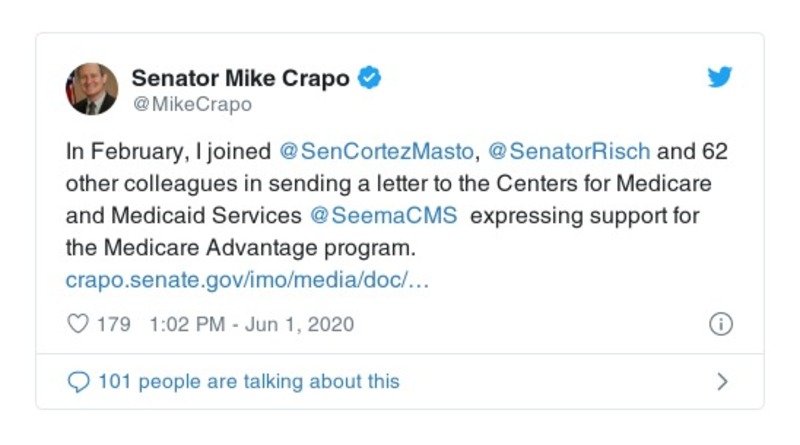 Senator Mike Crapo
@MikeCrapo
In February, I joined @SenCortezMasto, @SenatorRisch and 62
other colleagues in sending a letter to the Centers for Medicare
and Medicaid Services @SeemaCMS expressing support for
the Medicare Advantage program.
crapo.senate.gov/imo/media/doc/…
179 1:02 PM - Jun 1, 2020
101 people are talking about this